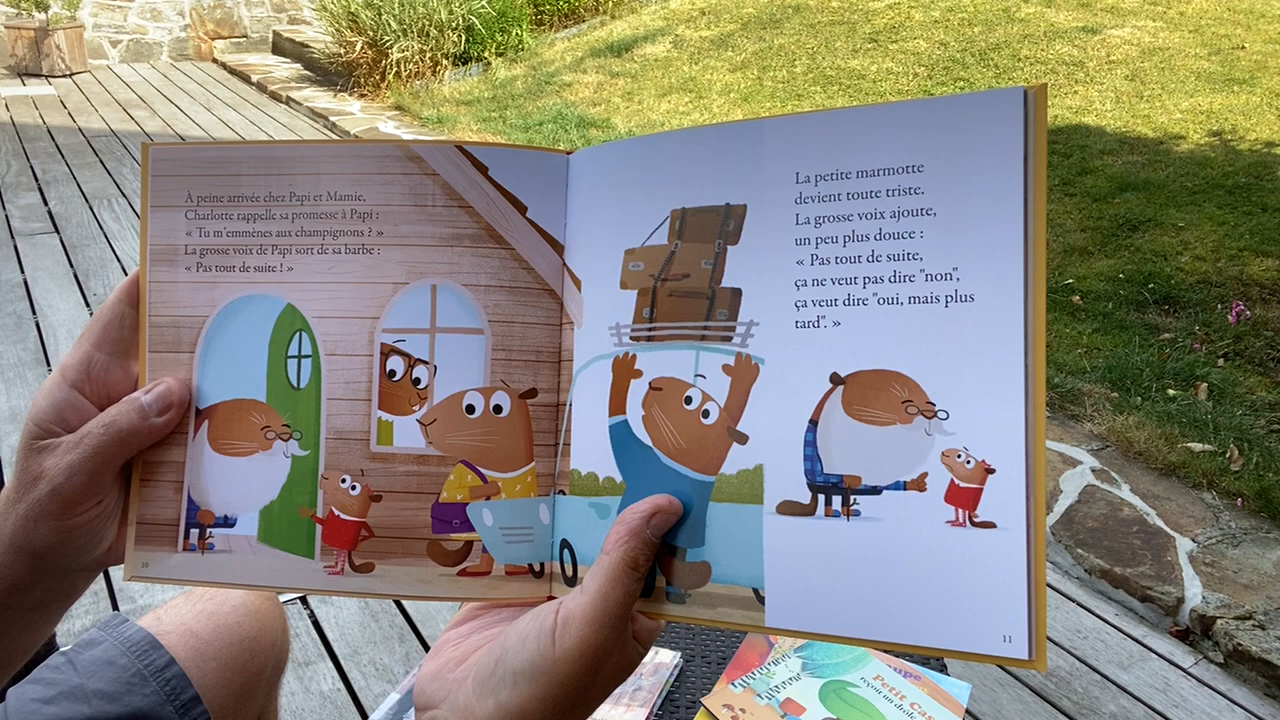 À peine arrivée chez Papi et Mamie,
Charlotte rappelle sa promesse à Papi :
« Tu m'emmènes aux champignons ? »
La grosse voix de Papi sort de sa barbe :
« Pas tout de suite ! »
10
La petite marmotte
devient toute triste.
La grosse voix ajoute,
un peu plus douce :
« Pas tout de suite,
ça ne veut pas dire "non",
ça veut dire "oui, mais plus
tard". »
11
Petit
reçoit un drôle